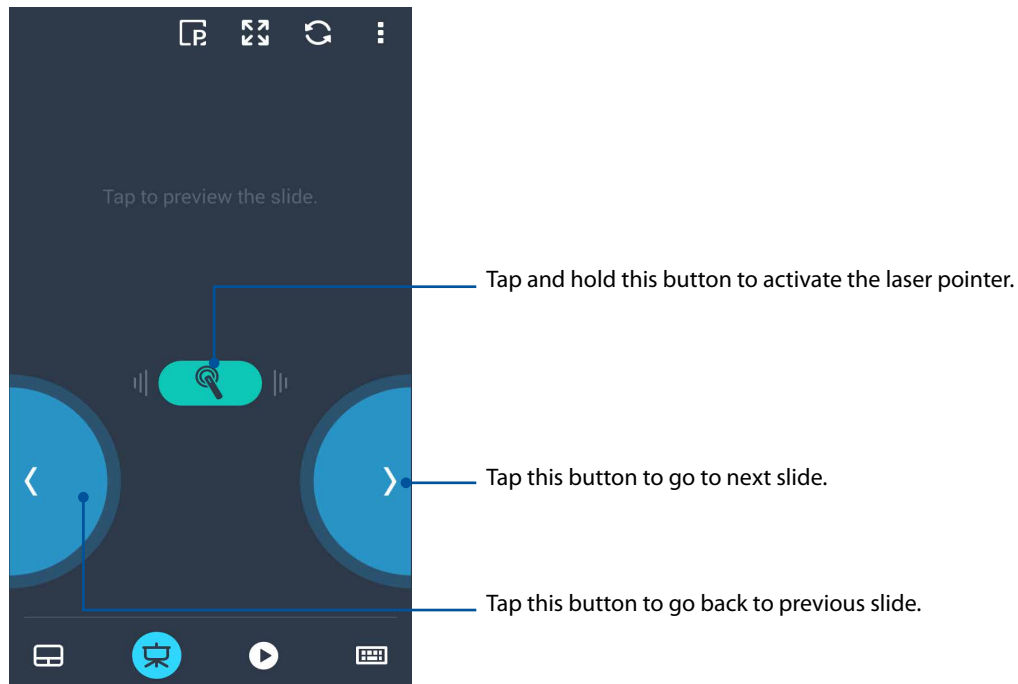 P
Tap to preview the slide.
Tap and hold this button to activate the laser pointer.
Tap this button to go to next slide.
Tap this button to go back to previous slide.